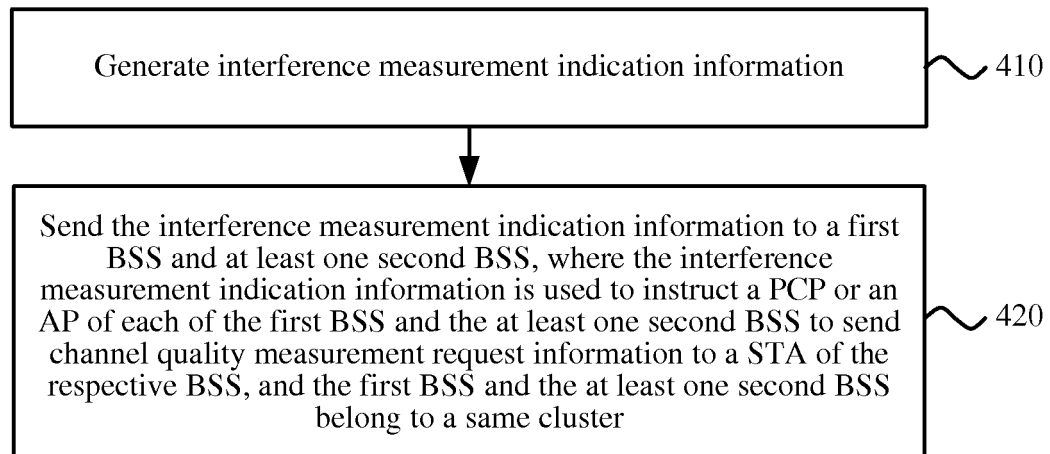 Generate interference measurement indication information
410
Send the interference measurement indication information to a first
BSS and at least one second BSS, where the interference
measurement indication information is used to instruct a PCP or an
AP of each of the first BSS and the at least one second BSS to send
channel quality measurement request information to a STA of the
respective BSS, and the first BSS and the at least one second BSS
belong to a same cluster
420